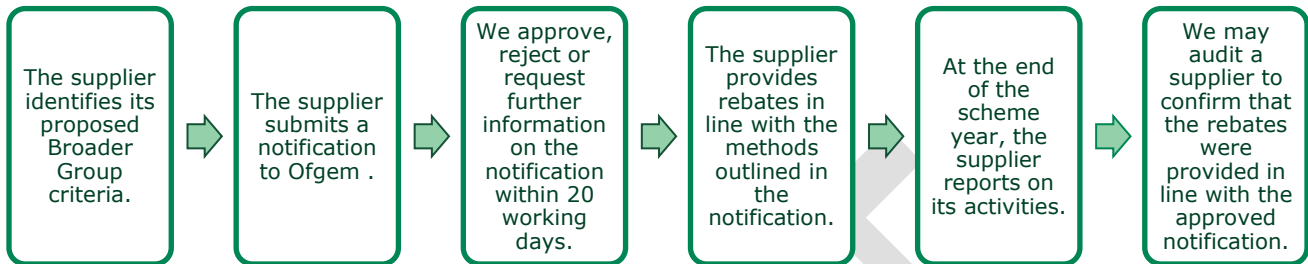 The supplier
identifies its
proposed
Broader
Group
criteria.
The supplier
submits a
notification
to Ofgem .
We approve,
reject or
request
further
information
on the
notification
within 20
working
days.
The supplier
provides
rebates in
line with the
methods
outlined in
the
notification.
At the end
of the
scheme
year, the
supplier
reports on
its activities.
We may
audit a
supplier to
confirm that
the rebates
were
provided in
line with the
approved
notification.